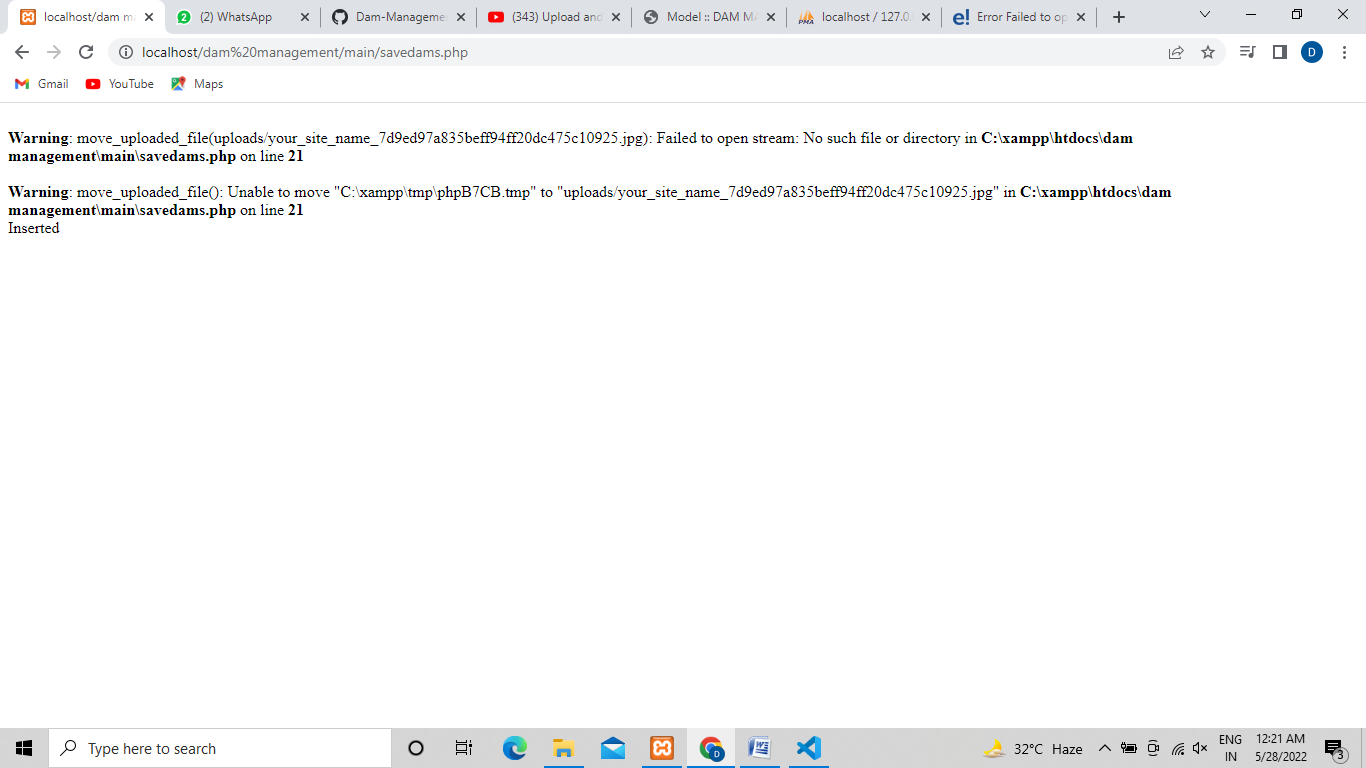 localhost/dam ma
(2) WhatsApp
Dam-Manageme
(343) Upload and
Model :: DAM MA
localhost / 127.0.
Error Failed to op
localhost/dam%20management/main/savedams.php
D
Gmail
YouTube
Maps
Warning: move_uploaded_file(uploads/your_site_name_7d9ed97a835beff94ff20dc475c10925.jpg): Failed to open stream: No such file or directory in C:\xampp\htdocs\dam
management\main\savedams.php on line 21
Warning: move_uploaded_file(): Unable to move "C:\xampp\tmp\phpB7CB.tmp" to "uploads/your_site_name_7d9ed97a835beff94ff20dc475c10925.jpg" in C:\xampp\htdocs\dam
management\main\savedams.php on line 21
Inserted
Type here to search
32°C Haze
ENG
IN
12:21 AM
5/28/2022
3